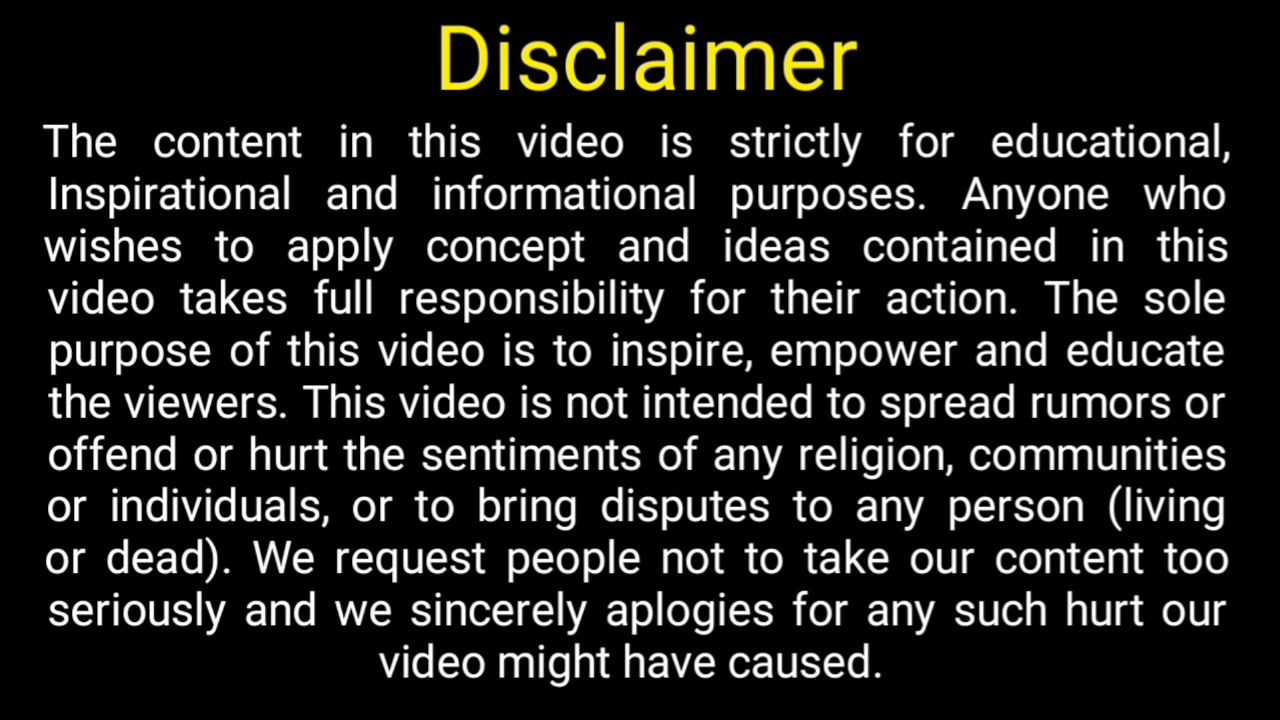 Disclaimer
The content in this video is strictly for educational,
Inspirational and informational purposes. Anyone who
wishes to apply concept and ideas contained in this
video takes full responsibility for their action. The sole
purpose of this video is to inspire, empower and educate
the viewers. This video is not intended to spread rumors or
offend or hurt the sentiments of any religion, communities
or individuals, or to bring disputes to any person (living
or dead). We request people not to take our content too
seriously and we sincerely aplogies for any such hurt our
video might have caused.